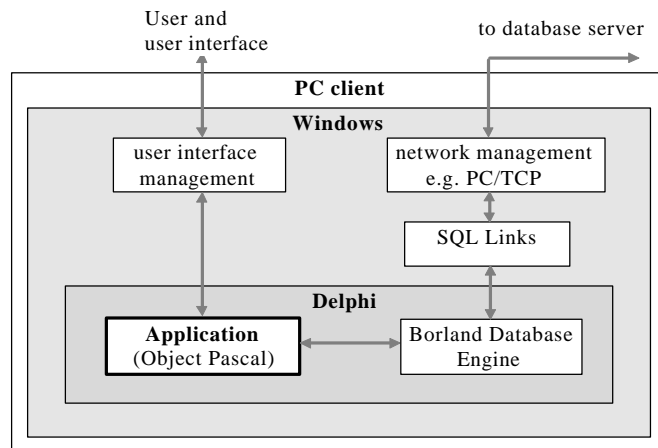 User and
user interface
to database server
PC client
Windows
user interface
management
network management
e.g. PC/TCP
SQL Links
Delphi
Application
(Object Pascal)
Borland Database
Engine